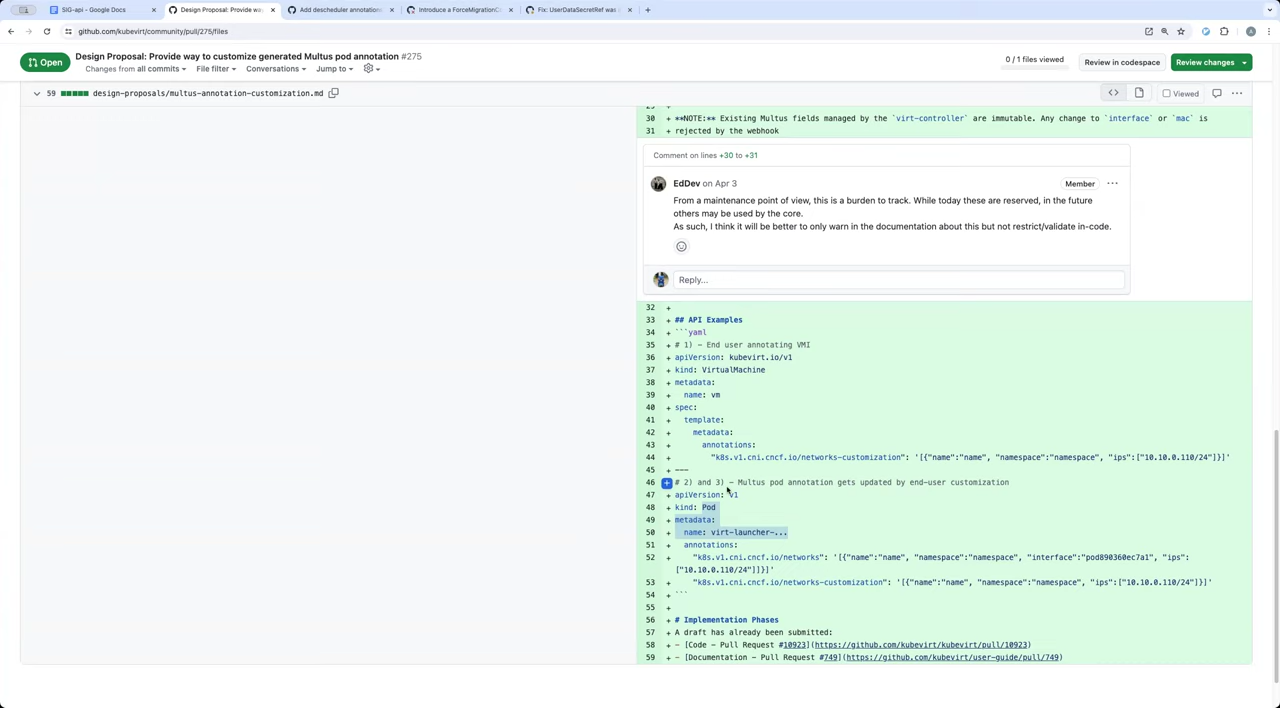 SIG-api - Google Docs
Design Proposal: Provide way
Add descheduler annotations
Introduce a ForceMigrationC
Fix: UserDataSecretRef was
github.com/kubevirt/community/pull/275/files
Open
Design Proposal: Provide way to customize generated Multus pod annotation #275
Changes from all commits
File filter
Conversations
Jump to
0 / 1 files viewed
Review in codespace
Review changes
59
design-proposals/multus-annotation-customization.md
Viewed
29
30 + **NOTE:** Existing Multus fields managed by the `virt-controller` are immutable. Any change to `interface` or `mac` is
31 + rejected by the webhook
Comment on lines +30 to +31
EdDev on Apr 3
Member
From a maintenance point of view, this is a burden to track. While today these are reserved, in the future
others may be used by the core.
As such, I think it will be better to only warn in the documentation about this but not restrict/validate in-code.
Reply...
32 +
33 + ## API Examples
34 + ```yaml
35 + # 1) - End user annotating VMI
36 + apiVersion: kubevirt.io/v1
37 + kind: VirtualMachine
38 + metadata:
39 +   name: vm
40 + spec:
41 +   template:
42 +     metadata:
43 +       annotations:
44 +         "k8s.v1.cni.cncf.io/networks-customization": '[{"name":"name", "namespace":"namespace", "ips":["10.10.0.110/24"]}]'
45 + ---
46 + # 2) and 3) - Multus pod annotation gets updated by end-user customization
47 + apiVersion: v1
48 + kind: Pod
49 + metadata:
50 +   name: virt-launcher-...
51 +   annotations:
52 +     "k8s.v1.cni.cncf.io/networks": '[{"name":"name", "namespace":"namespace", "interface":"pod890360ec7a1", "ips":
["10.10.0.110/24"]]}]'
53 +     "k8s.v1.cni.cncf.io/networks-customization": '[{"name":"name", "namespace":"namespace", "ips":["10.10.0.110/24"]}]'
54 + ```
55 +
56 + # Implementation Phases
57 + A draft has already been submitted:
58 + - [Code - Pull Request #10923](https://github.com/kubevirt/kubevirt/pull/10923)
59 + - [Documentation - Pull Request #749](https://github.com/kubevirt/user-guide/pull/749)